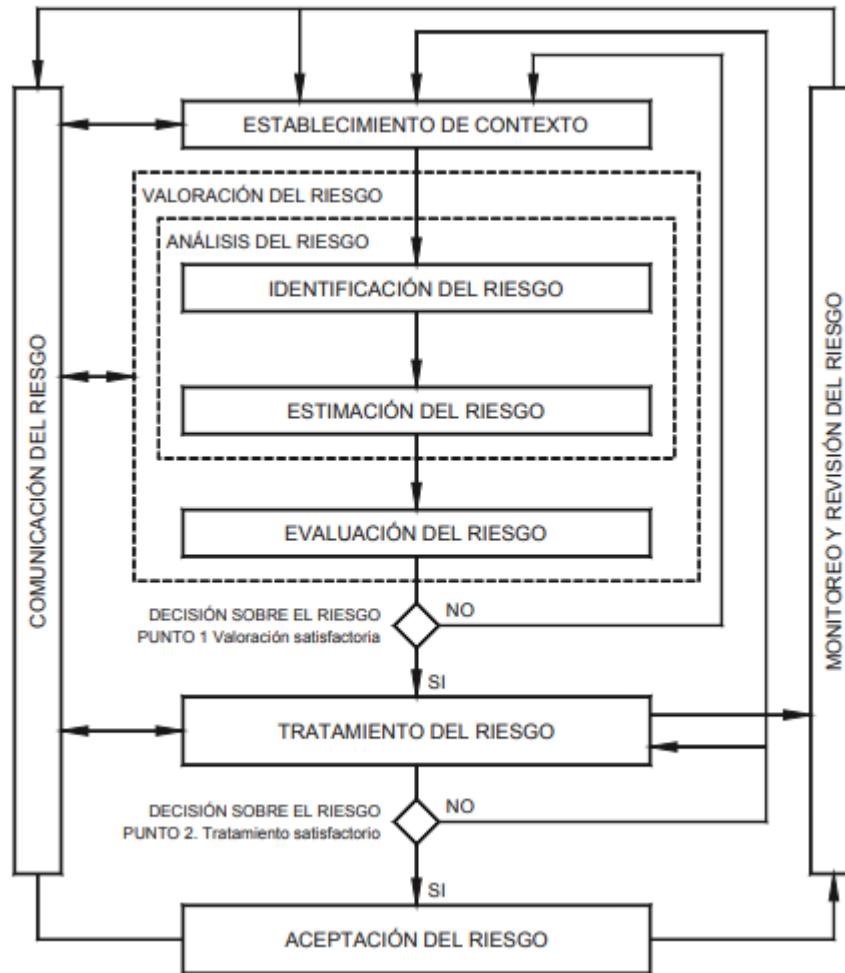 ESTABLECIMIENTO DE CONTEXTO
VALORACIÓN DEL RIESGO
ANÁLISIS DEL RIESGO
IDENTIFICACIÓN DEL RIESGO
ESTIMACIÓN DEL RIESGO
EVALUACIÓN DEL RIESGO
DECISIÓN SOBRE EL RIESGO
PUNTO 1 Valoración satisfactoria
NO
SI
TRATAMIENTO DEL RIESGO
DECISIÓN SOBRE EL RIESGO
PUNTO 2. Tratamiento satisfactorio
NO
SI
ACEPTACIÓN DEL RIESGO
COMUNICACIÓN DEL RIESGO
MONITOREO Y REVISIÓN DEL RIESGO